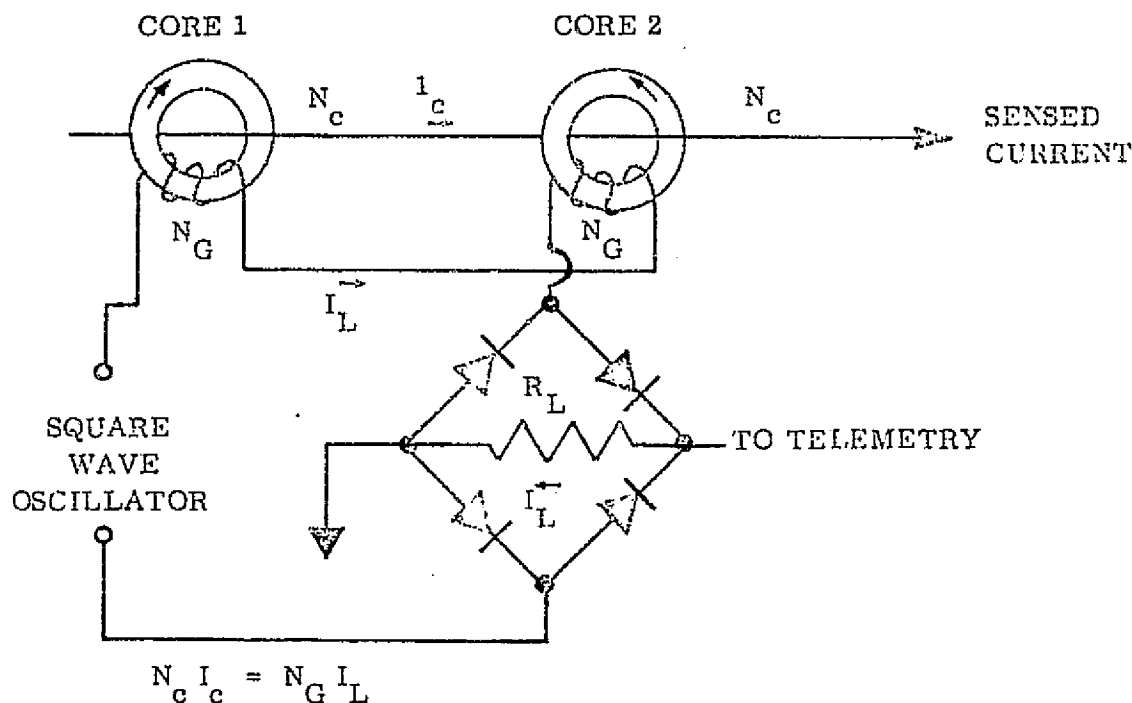 CORE 1
CORE 2
N_c
I_c
N_c
SENSED
CURRENT
N_G
N_G
I_L
R_L
TO TELEMETRY
SQUARE
WAVE
OSCILLATOR
I_L
N_c I_c = N_G I_L